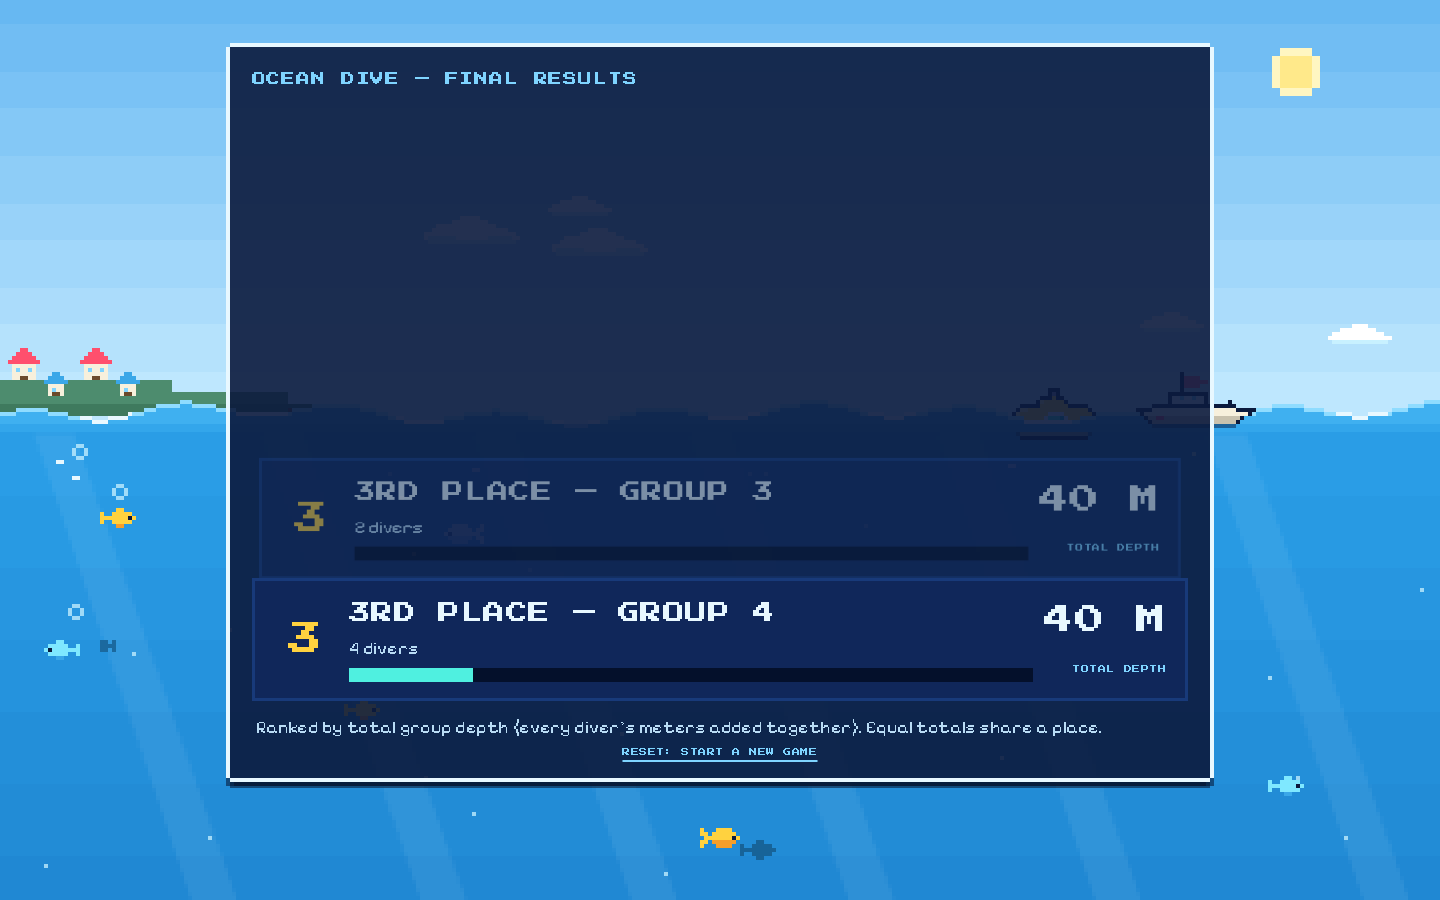 OCEAN DIVE — FINAL RESULTS
3
3RD PLACE — GROUP 3
2 divers
40 M
TOTAL DEPTH
3
3RD PLACE — GROUP 4
4 divers
40 M
TOTAL DEPTH
Ranked by total group depth (every diver's meters added together). Equal totals share a place.
RESET: START A NEW GAME